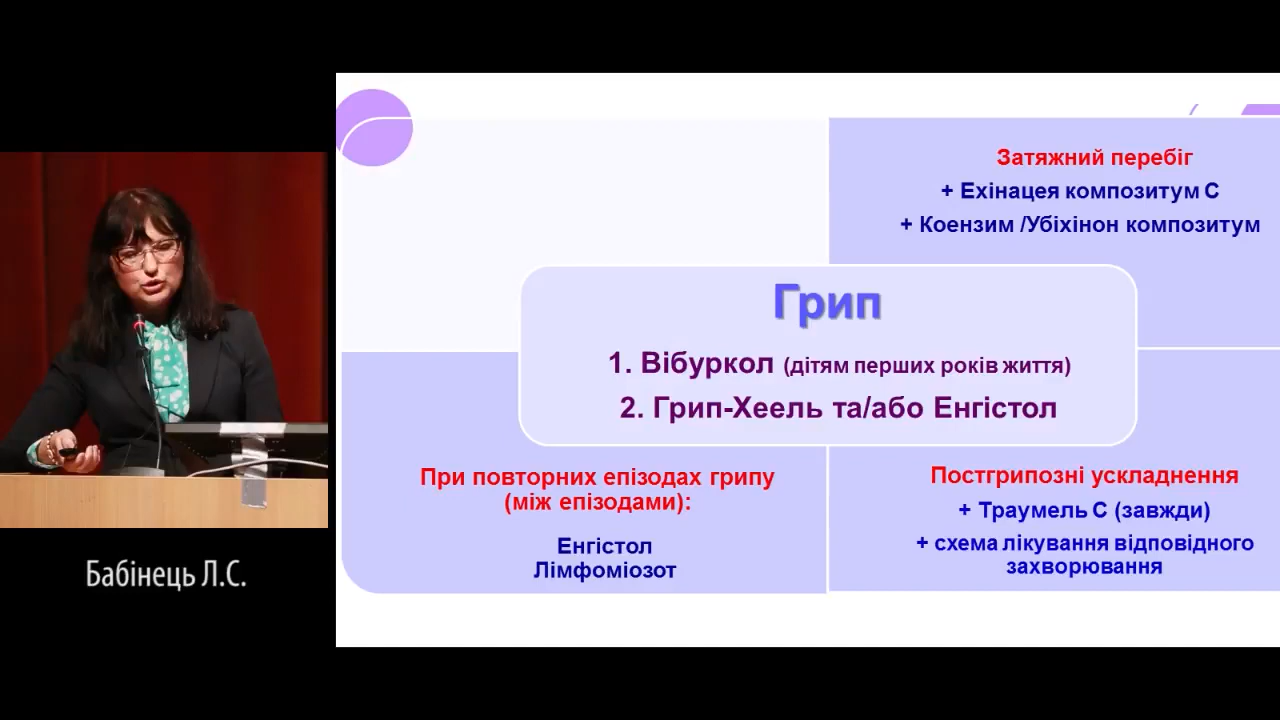 Затяжний перебіг
+ Ехінацея композитум С
+ Коензим /Убіхінон композитум
Грип
1. Вібуркол (дітям перших років життя)
2. Грип-Хеель та/або Енгістол
При повторних епізодах грипу
(між епізодами):
Енгістол
Лімфоміозот
Постгрипозні ускладнення
+ Траумель С (завжди)
+ схема лікування відповідного
захворювання
Бабінець Л.С.